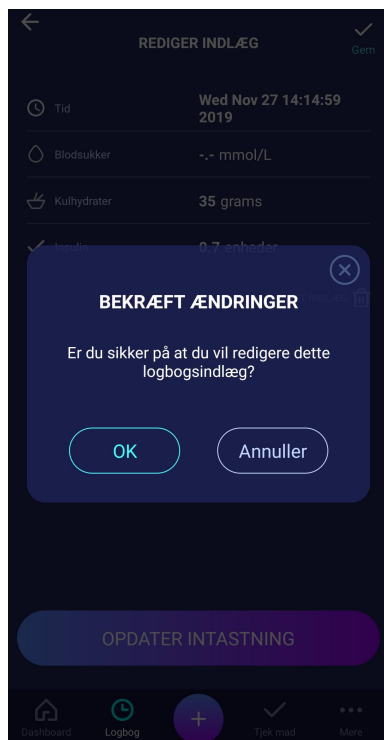 REDIGER INDLÆG
Gem
Tid
Wed Nov 27 14:14:59
2019
Blodsukker
-.- mmol/L
Kulhydrater
35 grams
Insulin
0.7 enheder
BEKRÆFT ÆNDRINGER
Er du sikker på at du vil redigere dette
logbogsindlæg?
OK
Annuller
OPDATER INTASTNING
Dashboard
Logbog
+
Tjek mad
Mere